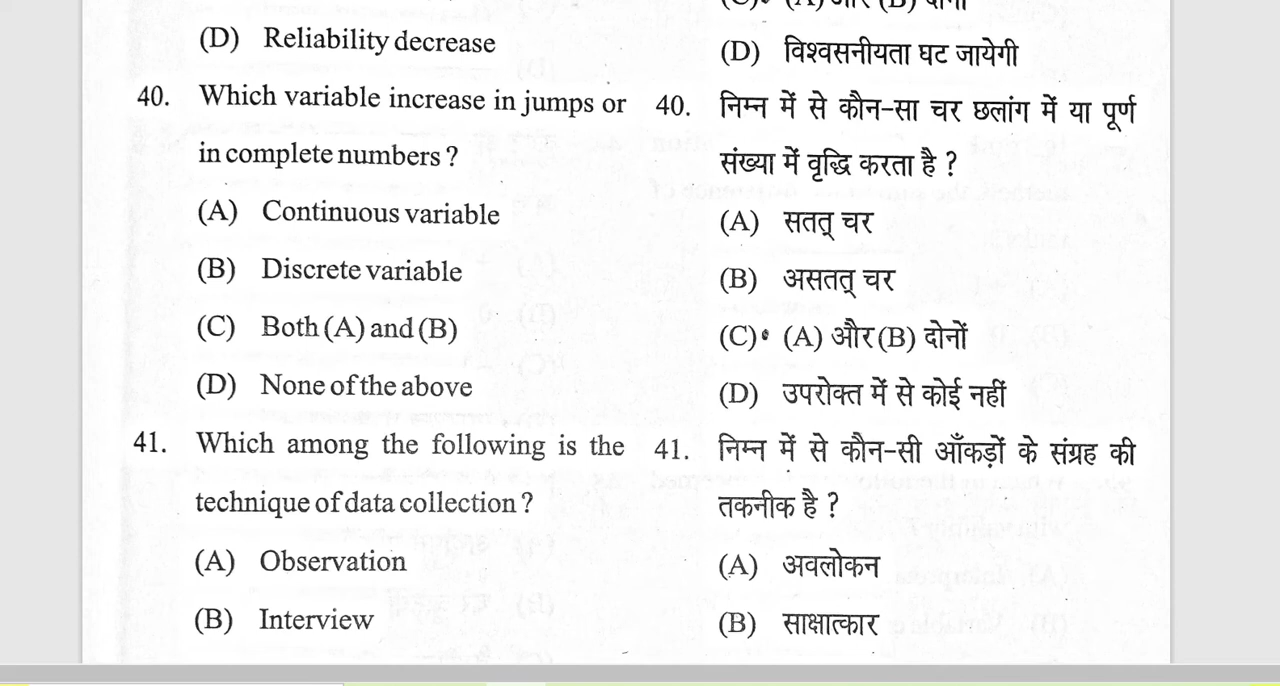 (D) Reliability decrease
40. Which variable increase in jumps or
in complete numbers ?
(A) Continuous variable
(B) Discrete variable
(C) Both (A) and (B)
(D) None of the above
41. Which among the following is the
technique of data collection ?
(A) Observation
(B) Interview
(C) (A) और (B) दोनों
(D) विश्वसनीयता घट जायेगी
40. निम्न में से कौन-सा चर छलांग में या पूर्ण
संख्या में वृद्धि करता है ?
(A) सतत् चर
(B) असतत् चर
(C) (A) और (B) दोनों
(D) उपरोक्त में से कोई नहीं
41. निम्न में से कौन-सी आँकड़ों के संग्रह की
तकनीक है ?
(A) अवलोकन
(B) साक्षात्कार